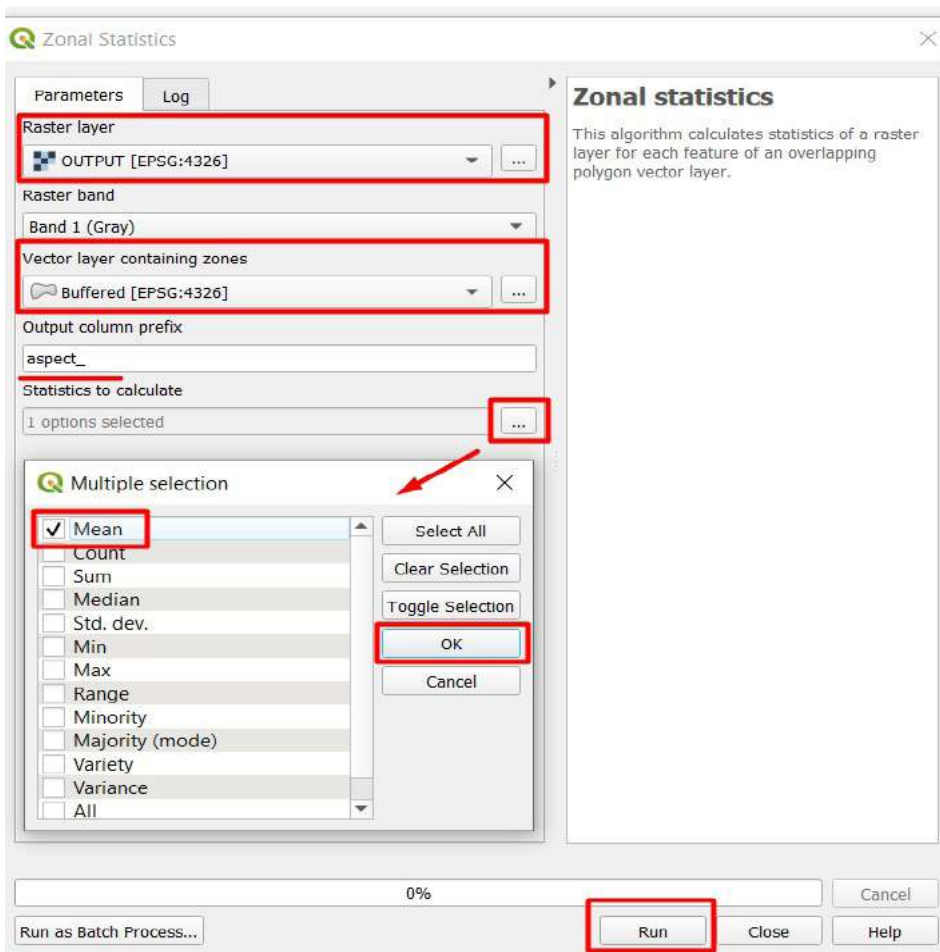 Zonal Statistics
Parameters
Log
Raster layer
OUTPUT [EPSG:4326]
...
Raster band
Band 1 (Gray)
Vector layer containing zones
Buffered [EPSG:4326]
...
Output column prefix
aspect_
Statistics to calculate
1 options selected
...
Multiple selection
Mean
Count
Sum
Median
Std. dev.
Min
Max
Range
Minority
Majority (mode)
Variety
Variance
All
Select All
Clear Selection
Toggle Selection
OK
Cancel
Zonal statistics
This algorithm calculates statistics of a raster
layer for each feature of an overlapping
polygon vector layer.
0%
Cancel
Run as Batch Process...
Run
Close
Help